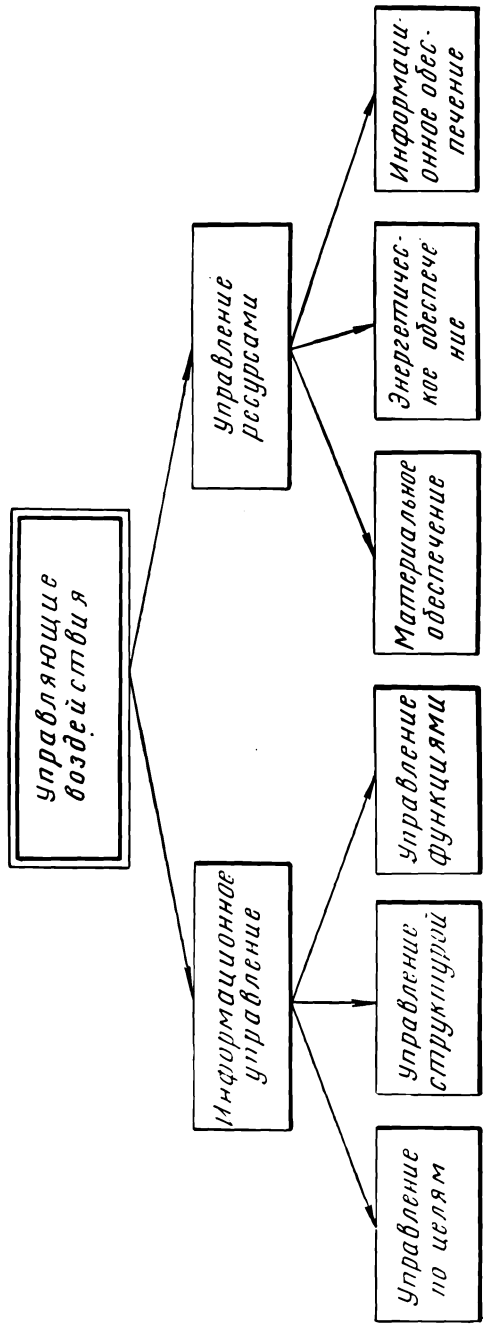 Управляющие
воздействия
Информационное
управление
Управление
ресурсами
Управление
по целям
Управление
структурой
Управление
функциями
Материальное
обеспечение
Энергетичес-
кое обеспече
ние
Информаци-
онное обес-
печение